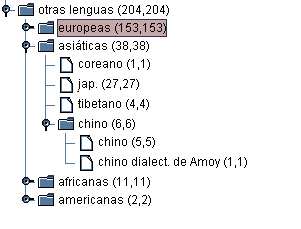 otras lenguas (204,204)
europeas (153,153)
asiáticas (38,38)
coreano (1,1)
jap. (27,27)
tibetano (4,4)
chino (6,6)
chino (5,5)
chino dialect. de Amoy (1,1)
africanas (11,11)
americanas (2,2)